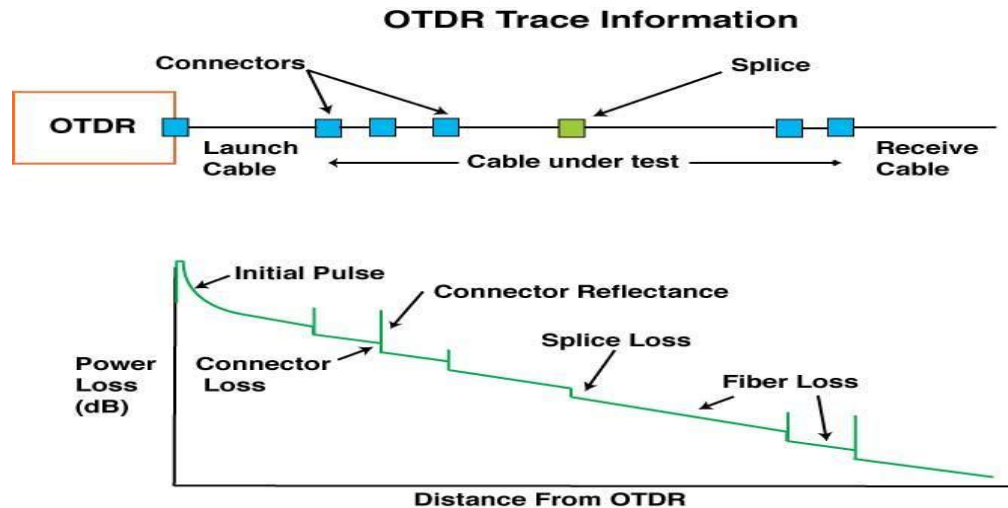 OTDR Trace Information
Connectors
Splice
OTDR
Launch
Cable
Cable under test
Receive
Cable
Initial Pulse
Connector Reflectance
Splice Loss
Power
Loss
(dB)
Connector
Loss
Fiber Loss
Distance From OTDR